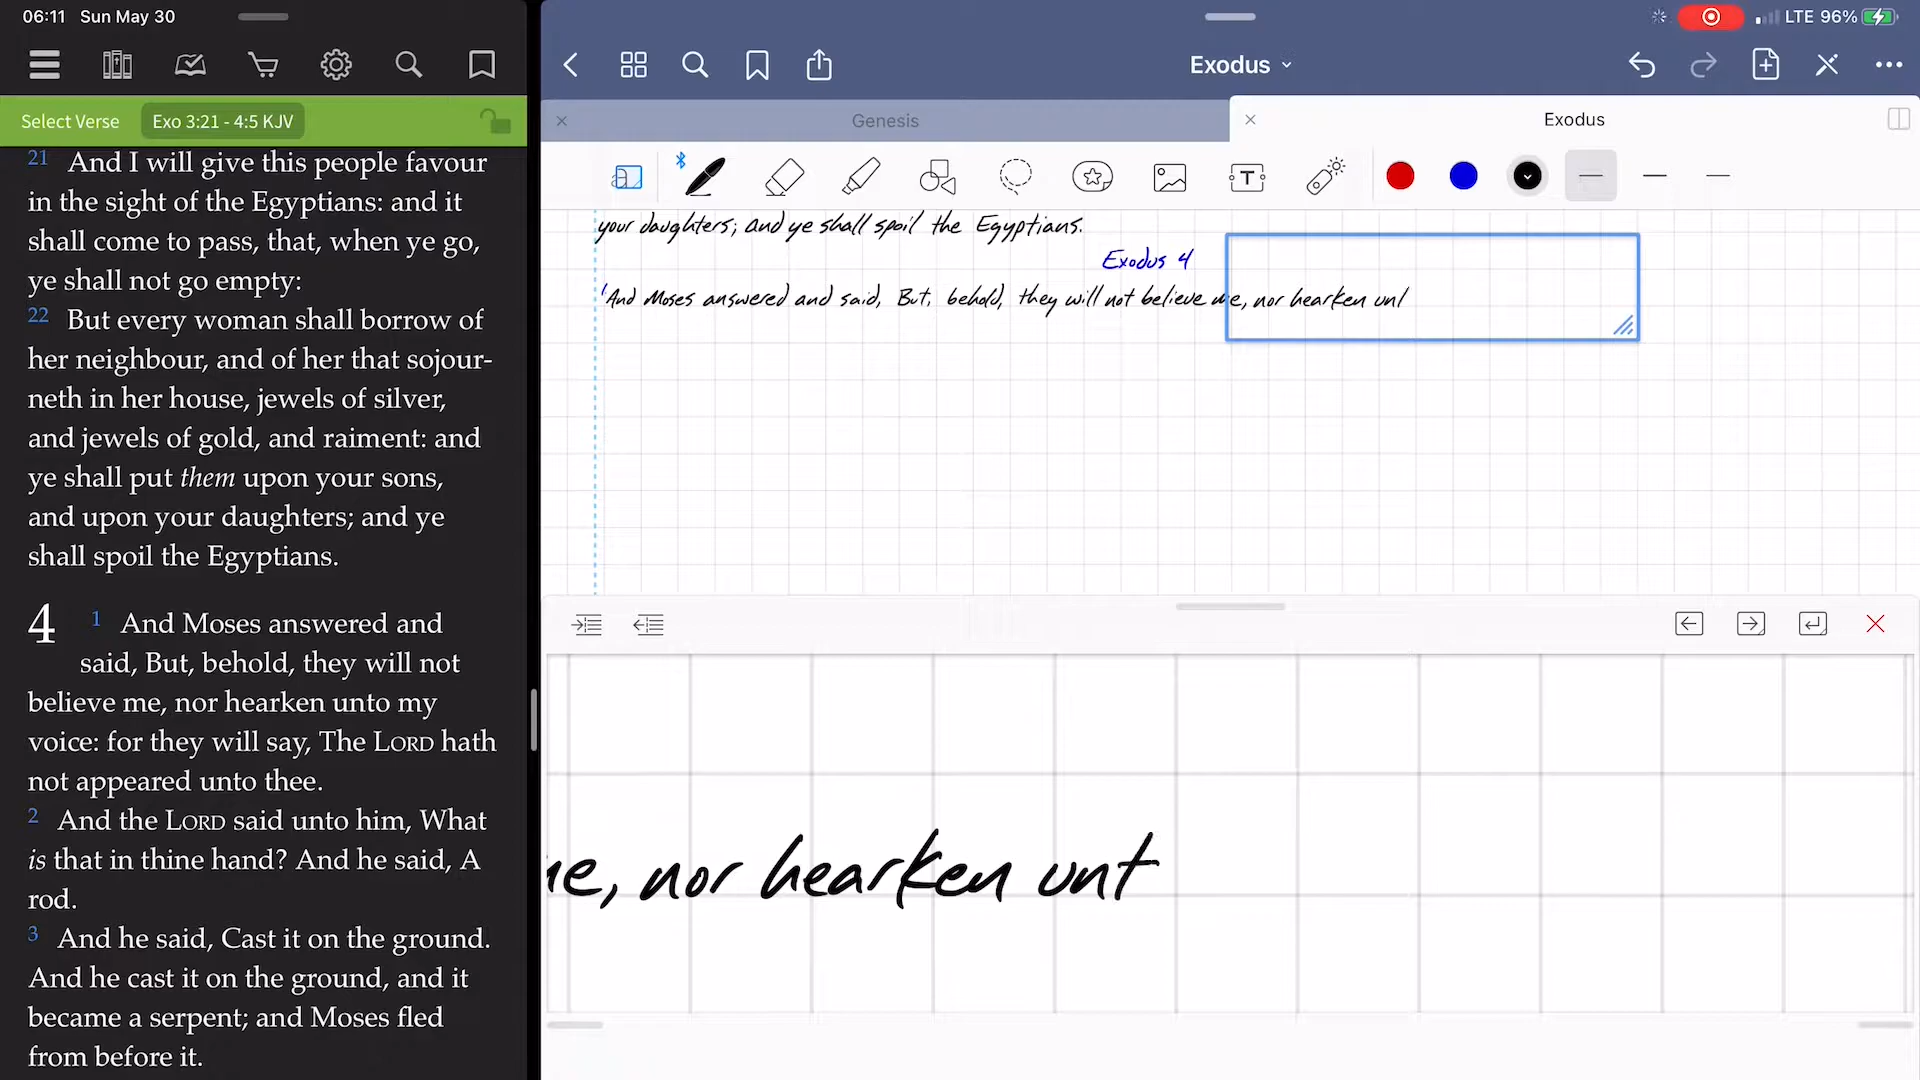 06:11 Sun May 30
LTE 96%
Exodus
Select Verse Exo 3:21 - 4:5 KJV
Genesis
Exodus
21 And I will give this people favour
in the sight of the Egyptians: and it
shall come to pass, that, when ye go,
ye shall not go empty:
22 But every woman shall borrow of
her neighbour, and of her that sojour-
neth in her house, jewels of silver,
and jewels of gold, and raiment: and
ye shall put them upon your sons,
and upon your daughters; and ye
shall spoil the Egyptians.
4 1 And Moses answered and
said, But, behold, they will not
believe me, nor hearken unto my
voice: for they will say, The LORD hath
not appeared unto thee.
2 And the LORD said unto him, What
is that in thine hand? And he said, A
rod.
3 And he said, Cast it on the ground.
And he cast it on the ground, and it
became a serpent; and Moses fled
from before it.
your daughters; and ye shall spoil the Egyptians.
Exodus 4
1 And Moses answered and said, But, behold, they will not believe me, nor hearken unt
me, nor hearken unt